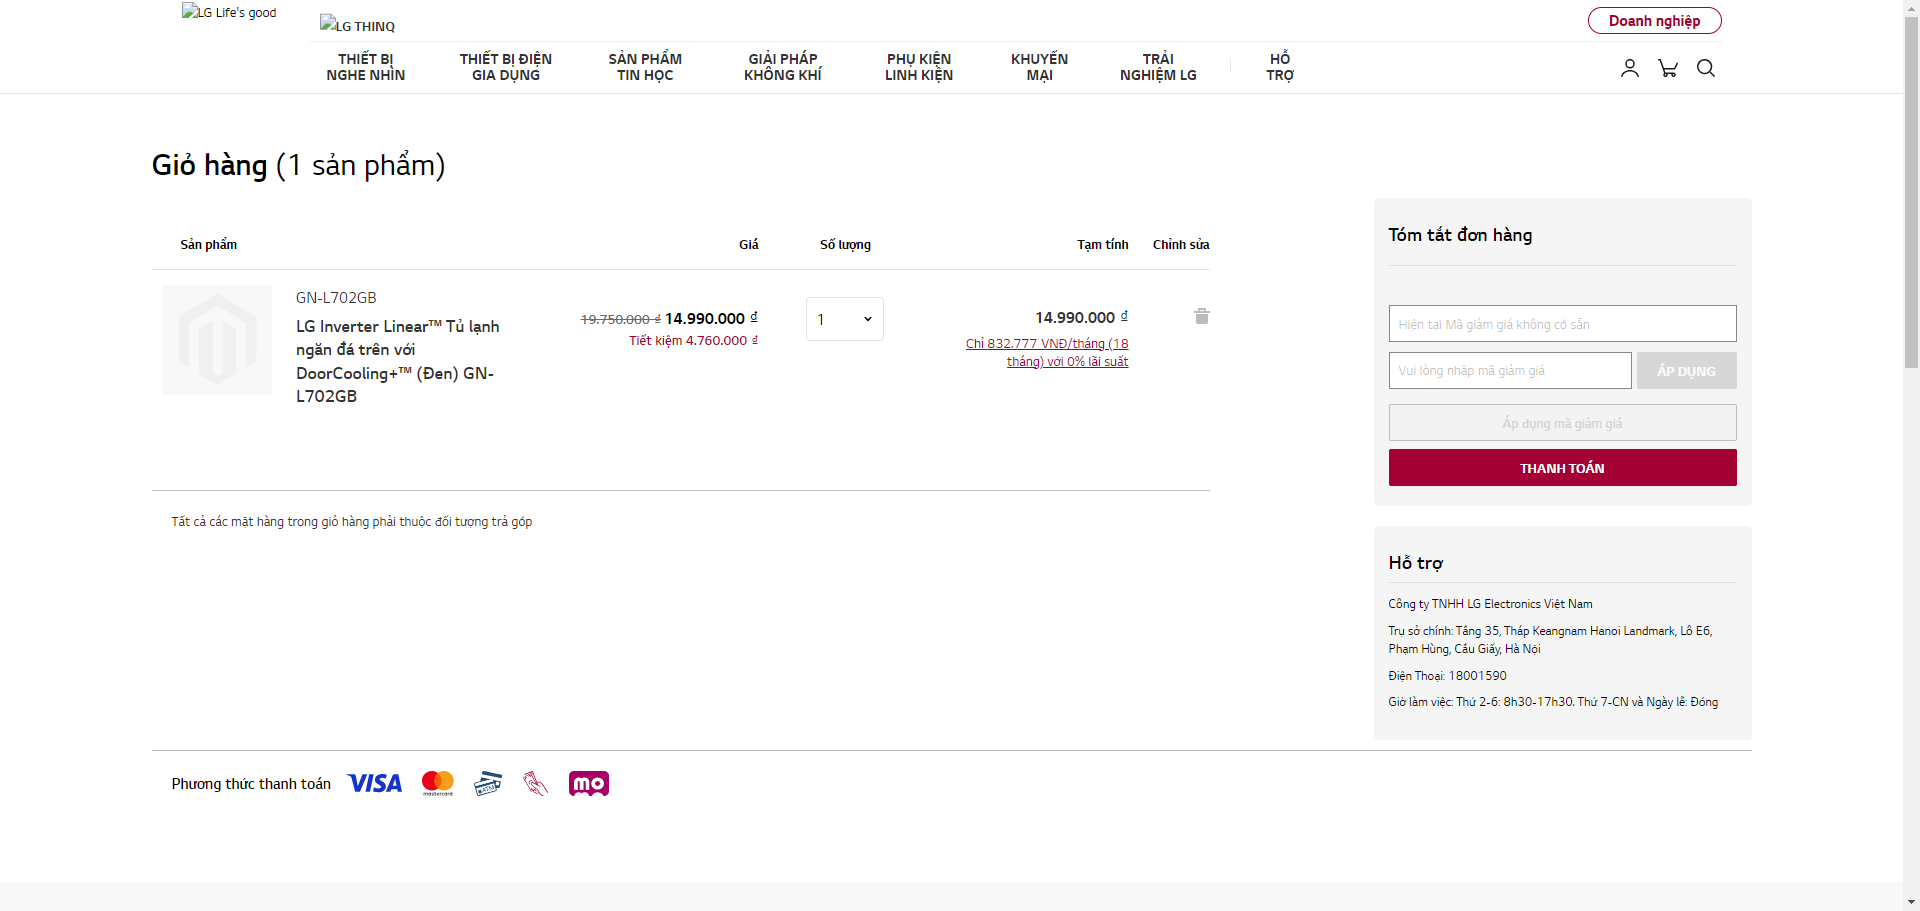 LG Life's good
LG THINQ
Doanh nghiệp
THIẾT BỊ
NGHE NHÌN
THIẾT BỊ ĐIỆN
GIA DỤNG
SẢN PHẨM
TIN HỌC
GIẢI PHÁP
KHÔNG KHÍ
PHỤ KIỆN
LINH KIỆN
KHUYẾN
MẠI
TRẢI
NGHIỆM LG
HỖ
TRỢ
Giỏ hàng (1 sản phẩm)
Sản phẩm
Giá
Số lượng
Tạm tính
Chỉnh sửa
GN-L702GB
LG Inverter Linear™ Tủ lạnh
ngăn đá trên với
DoorCooling+™ (Đen) GN-
L702GB
19.750.000 ₫ 14.990.000 ₫
Tiết kiệm 4.760.000 ₫
1
14.990.000 ₫
Chỉ 832.777 VNĐ/tháng (18
tháng) với 0% lãi suất
Tất cả các mặt hàng trong giỏ hàng phải thuộc đối tượng trả góp
Tóm tắt đơn hàng
Hiện tại Mã giảm giá không có sẵn
Vui lòng nhập mã giảm giá
ÁP DỤNG
Áp dụng mã giảm giá
THANH TOÁN
Hỗ trợ
Công ty TNHH LG Electronics Việt Nam
Trụ sở chính: Tầng 35, Tháp Keangnam Hanoi Landmark, Lô E6,
Phạm Hùng, Cầu Giấy, Hà Nội
Điện Thoại: 18001590
Giờ làm việc: Thứ 2-6: 8h30-17h30. Thứ 7-CN và Ngày lễ: Đóng
Phương thức thanh toán
VISA
mastercard
ATM
mo